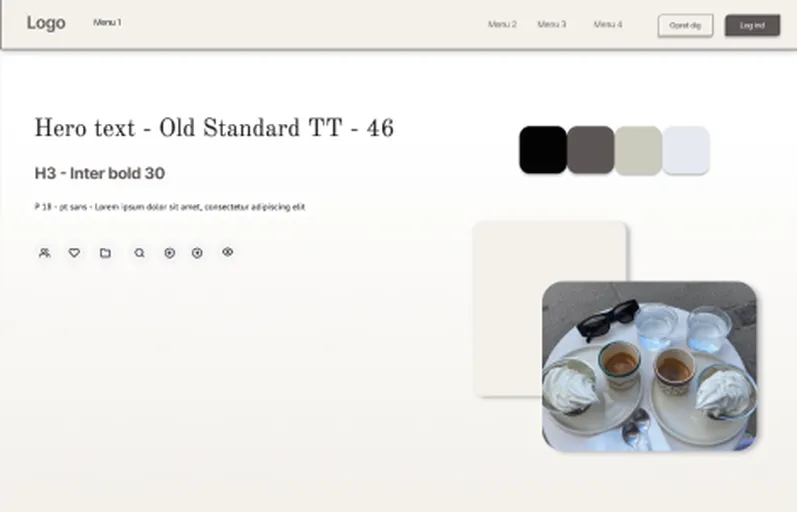 Logo
Menu 1
Menu 2
Menu 3
Menu 4
Opret dig
Log ind
Hero text - Old Standard TT - 46
H3 - Inter bold 30
P 18 - pt sans - Lorem ipsum dolor sit amet, consectetur adipiscing elit